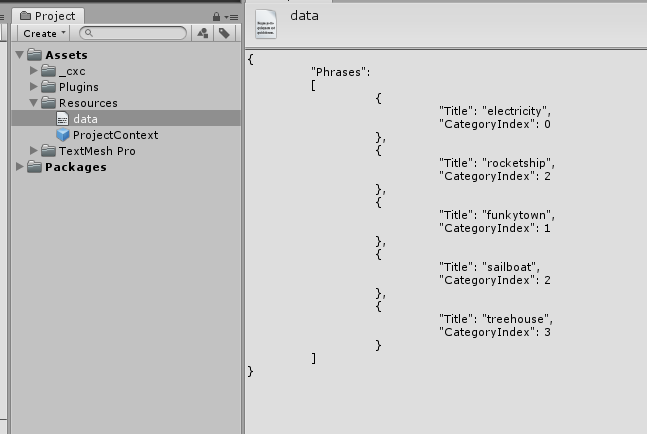 Project
Create
Assets
_cxc
Plugins
Resources
data
ProjectContext
TextMesh Pro
Packages
data
{
"Phrases":
[
{
"Title": "electricity",
"CategoryIndex": 0
},
{
"Title": "rocketship",
"CategoryIndex": 2
},
{
"Title": "funkytown",
"CategoryIndex": 1
},
{
"Title": "sailboat",
"CategoryIndex": 2
},
{
"Title": "treehouse",
"CategoryIndex": 3
}
]
}